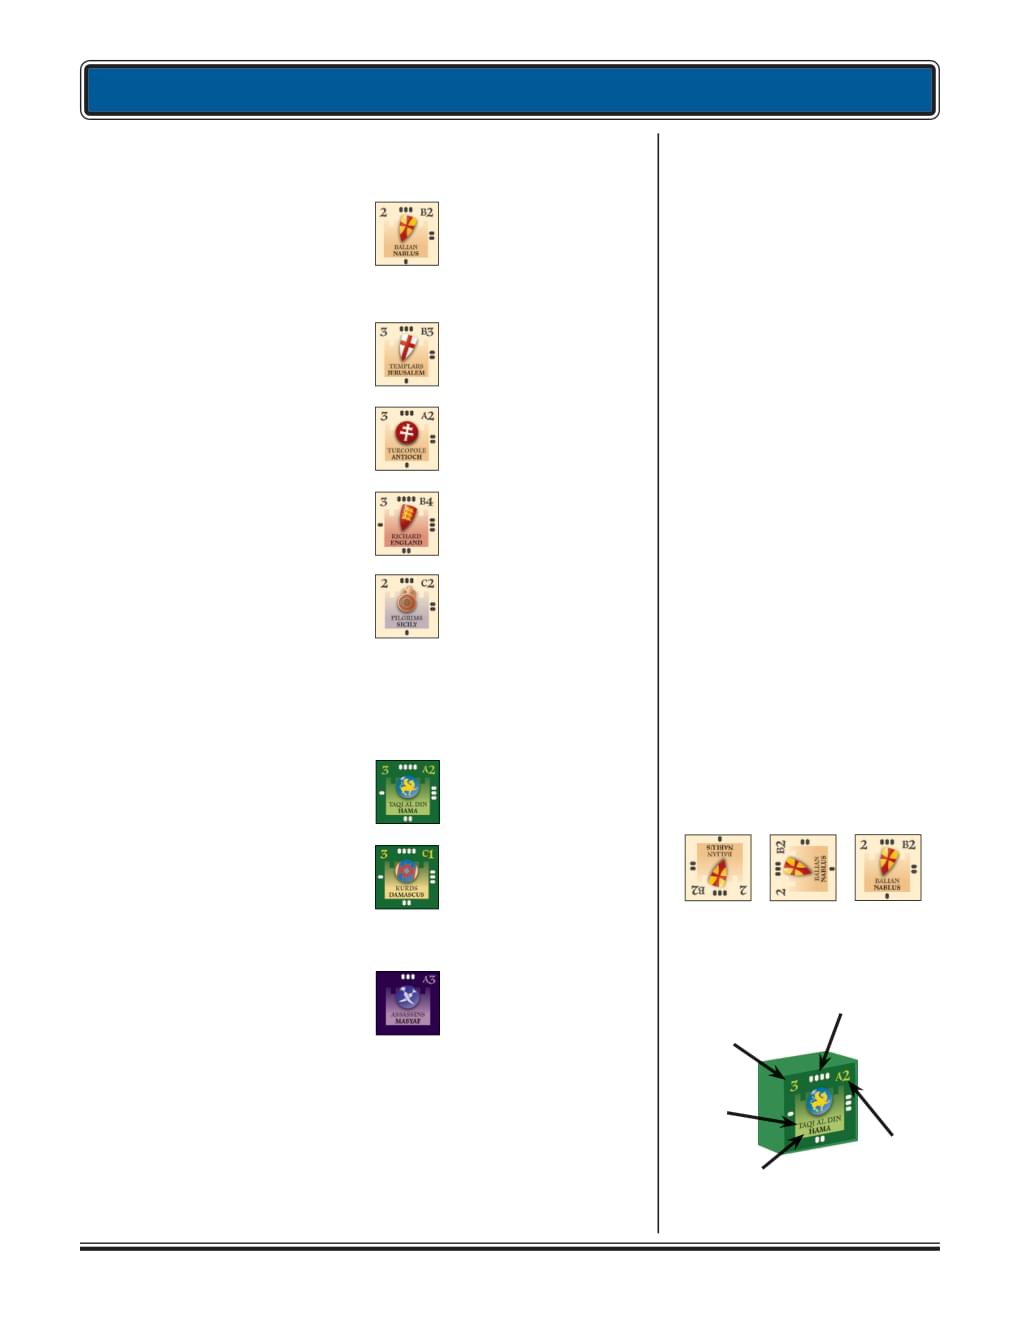 2 B2
BALIAN
NABLUS
3 B3
TEMPLARS
JERUSALEM
3 A2
TURCOPOLE
ANTIOCH
3 B4
RICHARD
ENGLAND
2 C2
PILGRIMS
SICILY
3 A2
TAQI AL DIN
HAMA
3 C1
KURDS
DAMASCUS
A3
ASSASSINS
MASYAF
2 B2
BALIAN
NABLUS
2 B2
BALIAN
NABLUS
2 B2
BALIAN
NABLUS
3 A2
TAQI AL DIN
HAMA